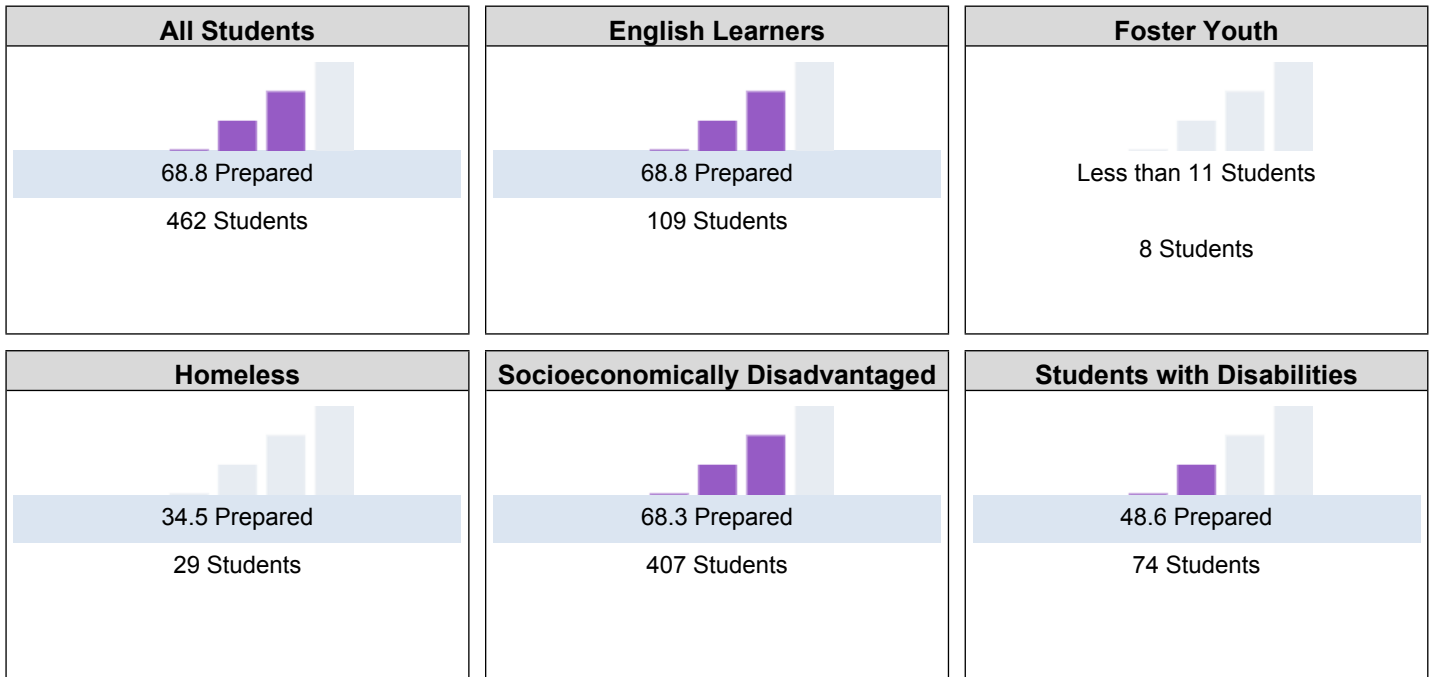 All Students
68.8 Prepared
462 Students
English Learners
68.8 Prepared
109 Students
Foster Youth
Less than 11 Students
8 Students
Homeless
34.5 Prepared
29 Students
Socioeconomically Disadvantaged
68.3 Prepared
407 Students
Students with Disabilities
48.6 Prepared
74 Students